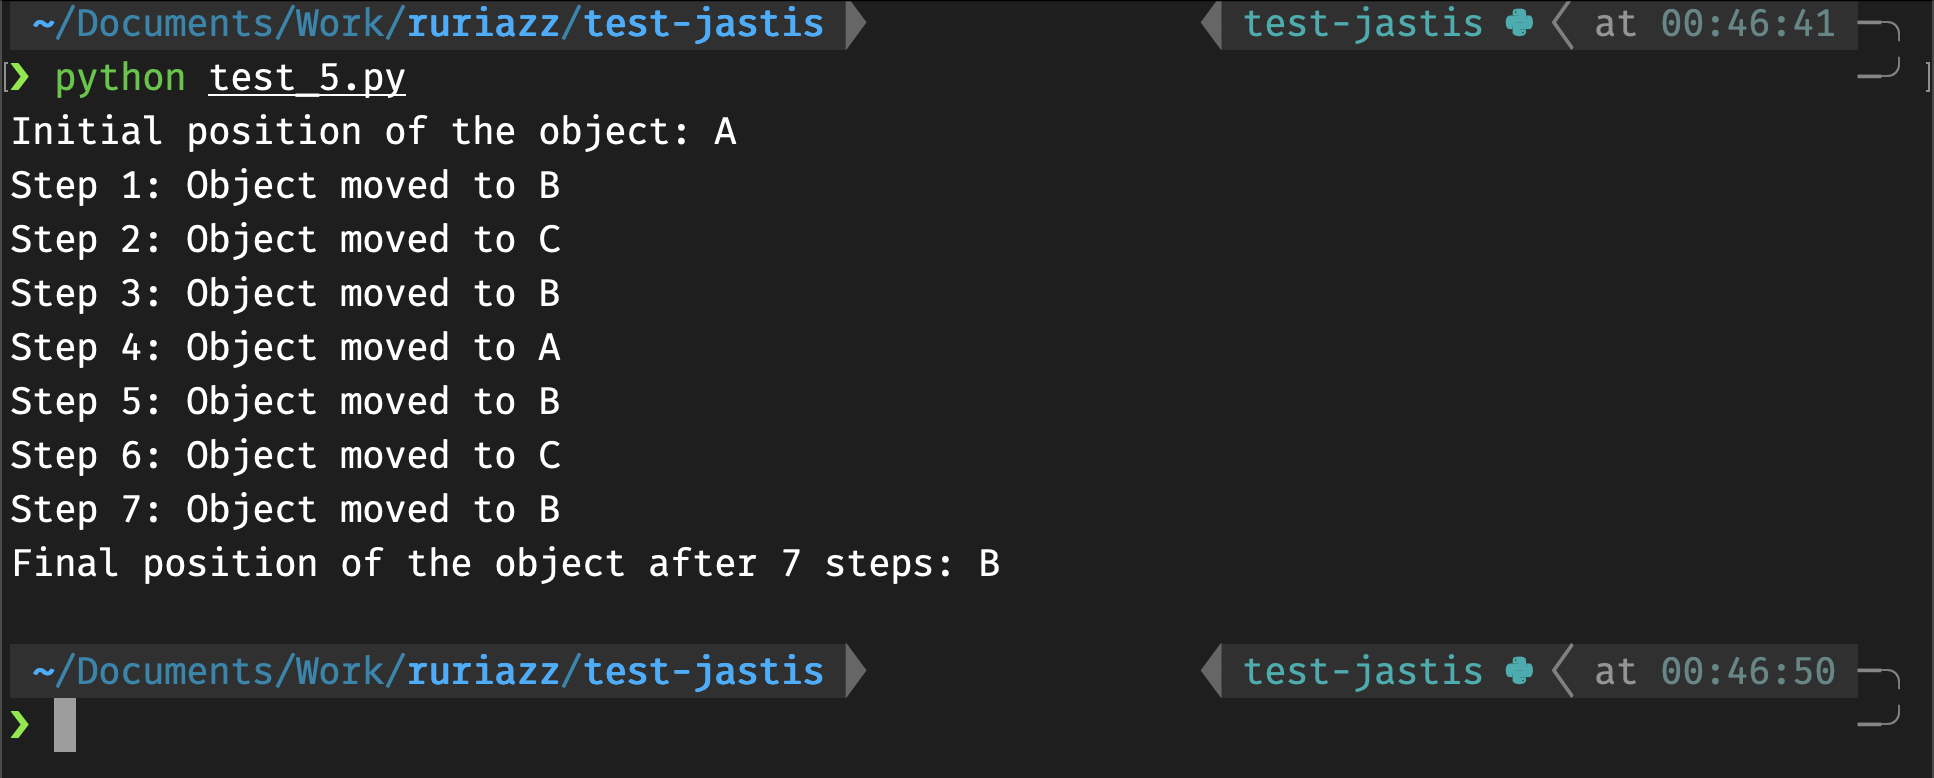 ~/Documents/Work/ruriazz/test-jastis test-jastis at 00:46:41
❯ python test_5.py
Initial position of the object: A
Step 1: Object moved to B
Step 2: Object moved to C
Step 3: Object moved to B
Step 4: Object moved to A
Step 5: Object moved to B
Step 6: Object moved to C
Step 7: Object moved to B
Final position of the object after 7 steps: B
~/Documents/Work/ruriazz/test-jastis test-jastis at 00:46:50
❯